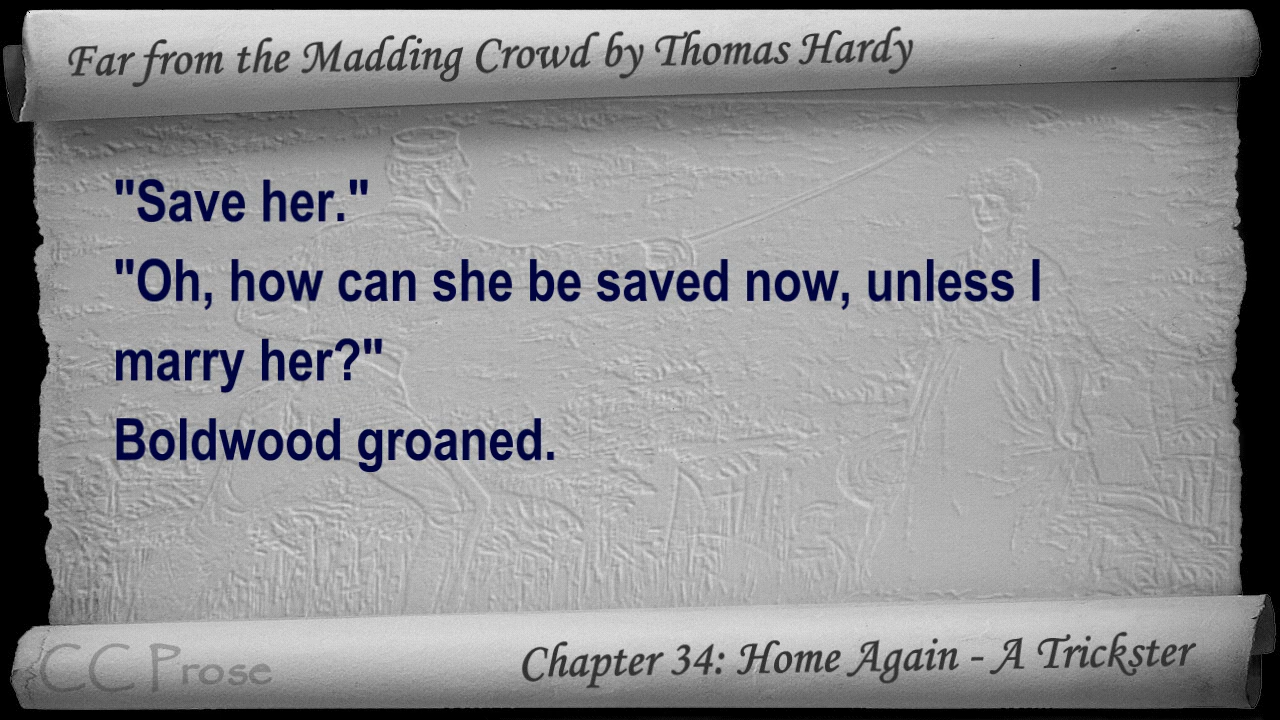 Far from the Madding Crowd by Thomas Hardy
"Save her."
"Oh, how can she be saved now, unless I
marry her?"
Boldwood groaned.
CC Prose
Chapter 34: Home Again - A Trickster